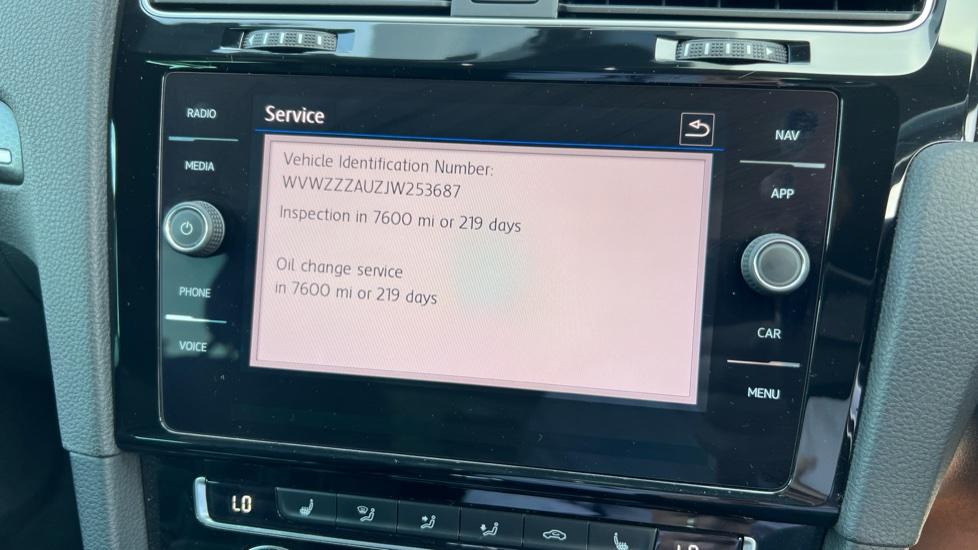 RADIO
MEDIA
PHONE
VOICE
Service
Vehicle Identification Number:
WVWZZZAUZJW253687
Inspection in 7600 mi or 219 days
Oil change service
in 7600 mi or 219 days
NAV
APP
CAR
MENU
LO
LO